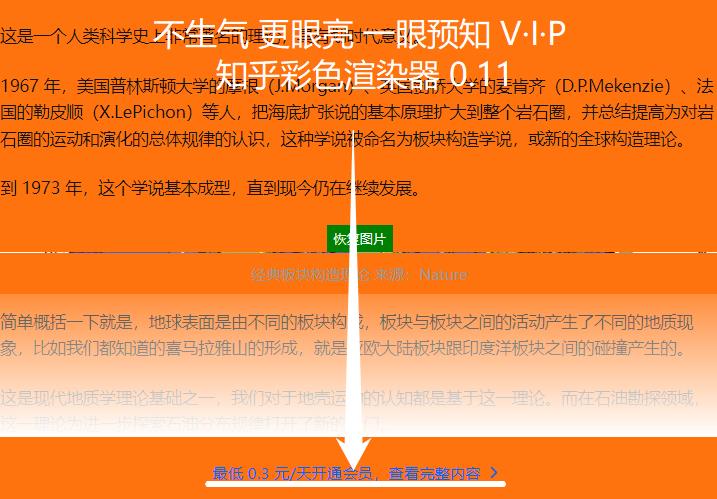 不生气 更眼亮 一眼预知 V·I·P
知乎彩色渲染器 0.11
这是一个人类科学史上非常著名的理
1967 年，美国普林斯顿大学的摩根（J.Morgan）、英国剑桥大学的麦肯齐（D.P.Mekenzie）、法
国的勒皮顺（X.LePichon）等人，把海底扩张说的基本原理扩大到整个岩石圈，并总结提高为对岩
石圈的运动和演化的总体规律的认识，这种学说被命名为板块构造学说，或新的全球构造理论。
到 1973 年，这个学说基本成型，直到现今仍在继续发展。
恢复图片
经典板块构造理论 来源：Nature
简单概括一下就是，地球表面是由不同的板块构成，板块与板块之间的活动产生了不同的地质现
象，比如我们都知道的喜马拉雅山的形成，就是亚欧大陆板块跟印度洋板块之间的碰撞产生的。
这是现代地质学理论基础之一，我们对于地壳运动的认知都是基于这一理论。而在石油勘探领域，
这一理论为进一步探索石油分布规律打开了新的大门。
最低 0.3 元/天开通会员，查看完整内容 >